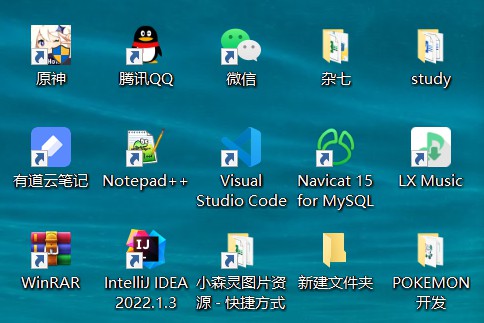 原神
腾讯QQ
微信
杂七
study
有道云笔记
Notepad++
Visual
Studio Code
Navicat 15
for MySQL
LX Music
WinRAR
IntelliJ IDEA
2022.1.3
小森灵图片资
源 - 快捷方式
新建文件夹
POKEMON
开发